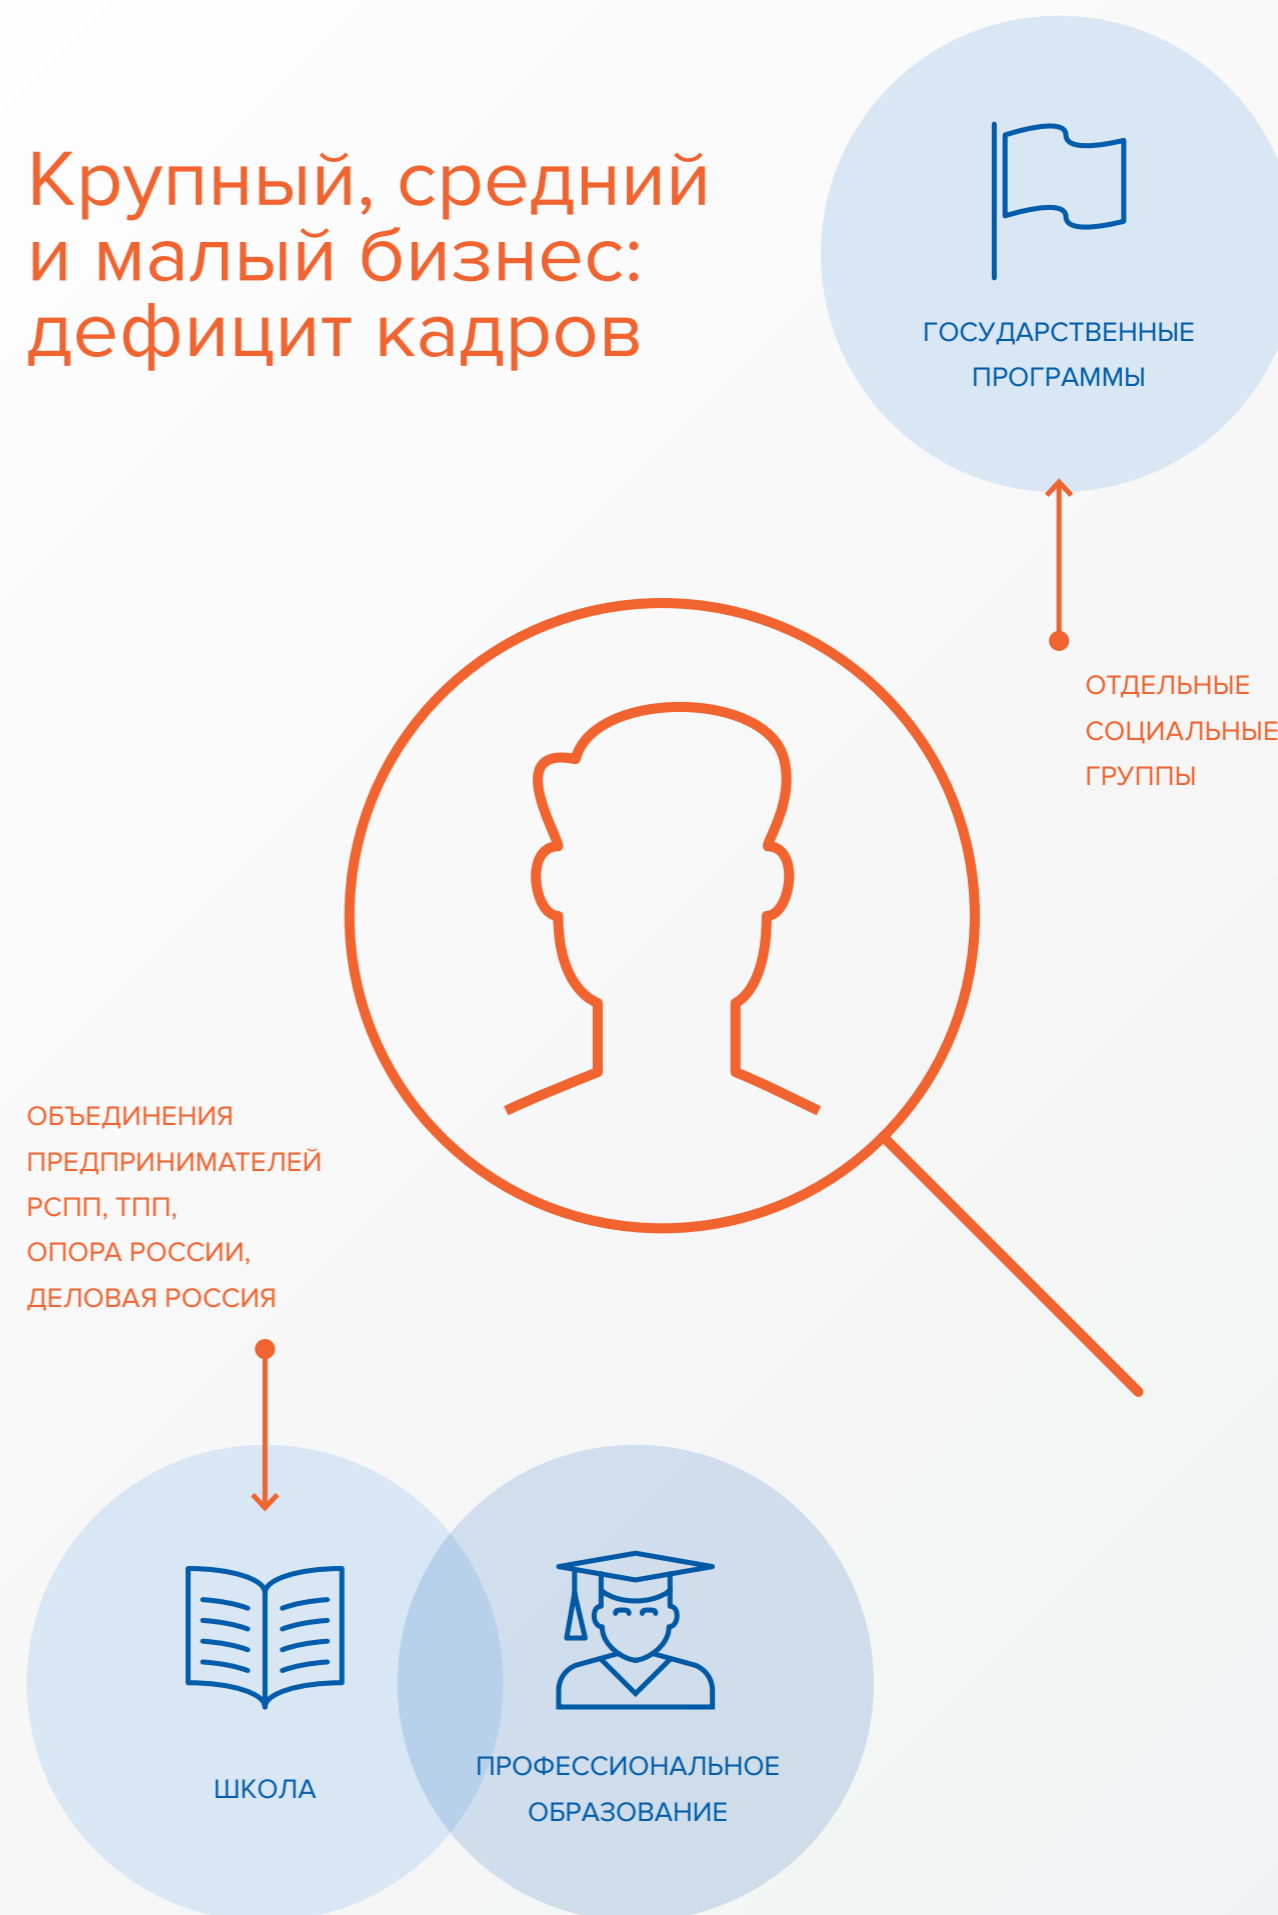 Крупный, средний
и малый бизнес:
дефицит кадров
ГОСУДАРСТВЕННЫЕ
ПРОГРАММЫ
ОТДЕЛЬНЫЕ
СОЦИАЛЬНЫЕ
ГРУППЫ
ОБЪЕДИНЕНИЯ
ПРЕДПРИНИМАТЕЛЕЙ
РСПП, ТПП,
ОПОРА РОССИИ,
ДЕЛОВАЯ РОССИЯ
ШКОЛА
ПРОФЕССИОНАЛЬНОЕ
ОБРАЗОВАНИЕ